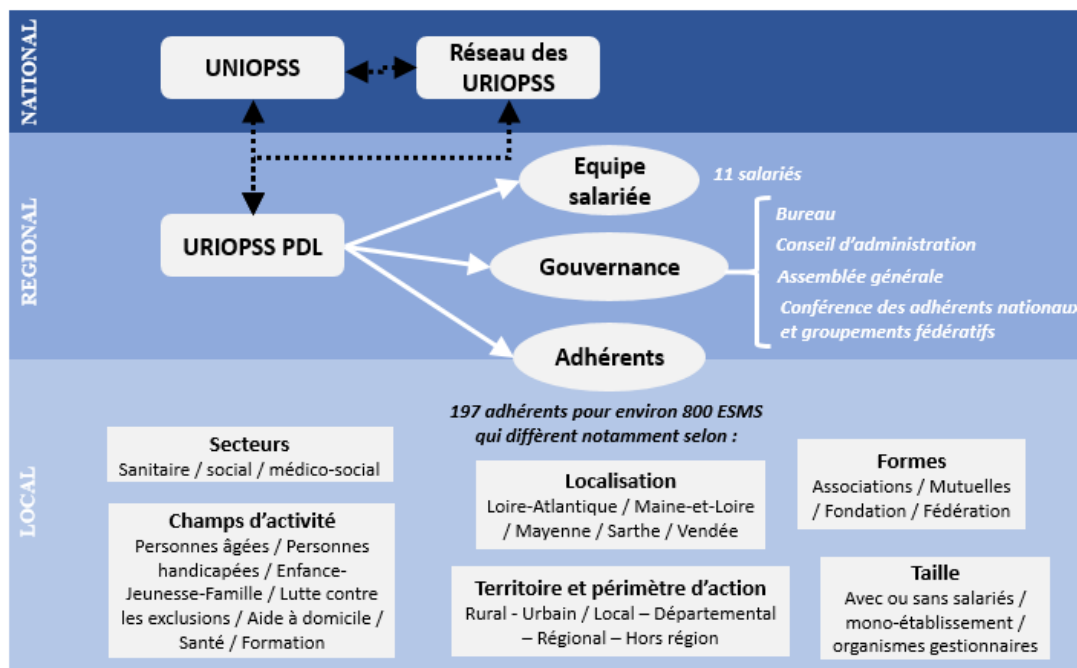 NATIONAL
UNIOPSS
Réseau des
URIOPSS
REGIONAL
Equipe
salariée
11 salariés
URIOPSS PDL
Gouvernance
Bureau
Conseil d'administration
Assemblée générale
Conférence des adhérents nationaux
et groupements fédératifs
Adhérents
LOCAL
197 adhérents pour environ 800 ESMS
qui diffèrent notamment selon :
Secteurs
Sanitaire / social / médico-social
Champs d'activité
Personnes âgées / Personnes
handicapées / Enfance-
Jeunesse-Famille / Lutte contre
les exclusions / Aide à domicile /
Santé / Formation
Localisation
Loire-Atlantique / Maine-et-Loire
/ Mayenne / Sarthe / Vendée
Territoire et périmètre d'action
Rural - Urbain / Local – Départemental
– Régional – Hors région
Formes
Associations / Mutuelles
/ Fondation / Fédération
Taille
Avec ou sans salariés /
mono-établissement /
organismes gestionnaires